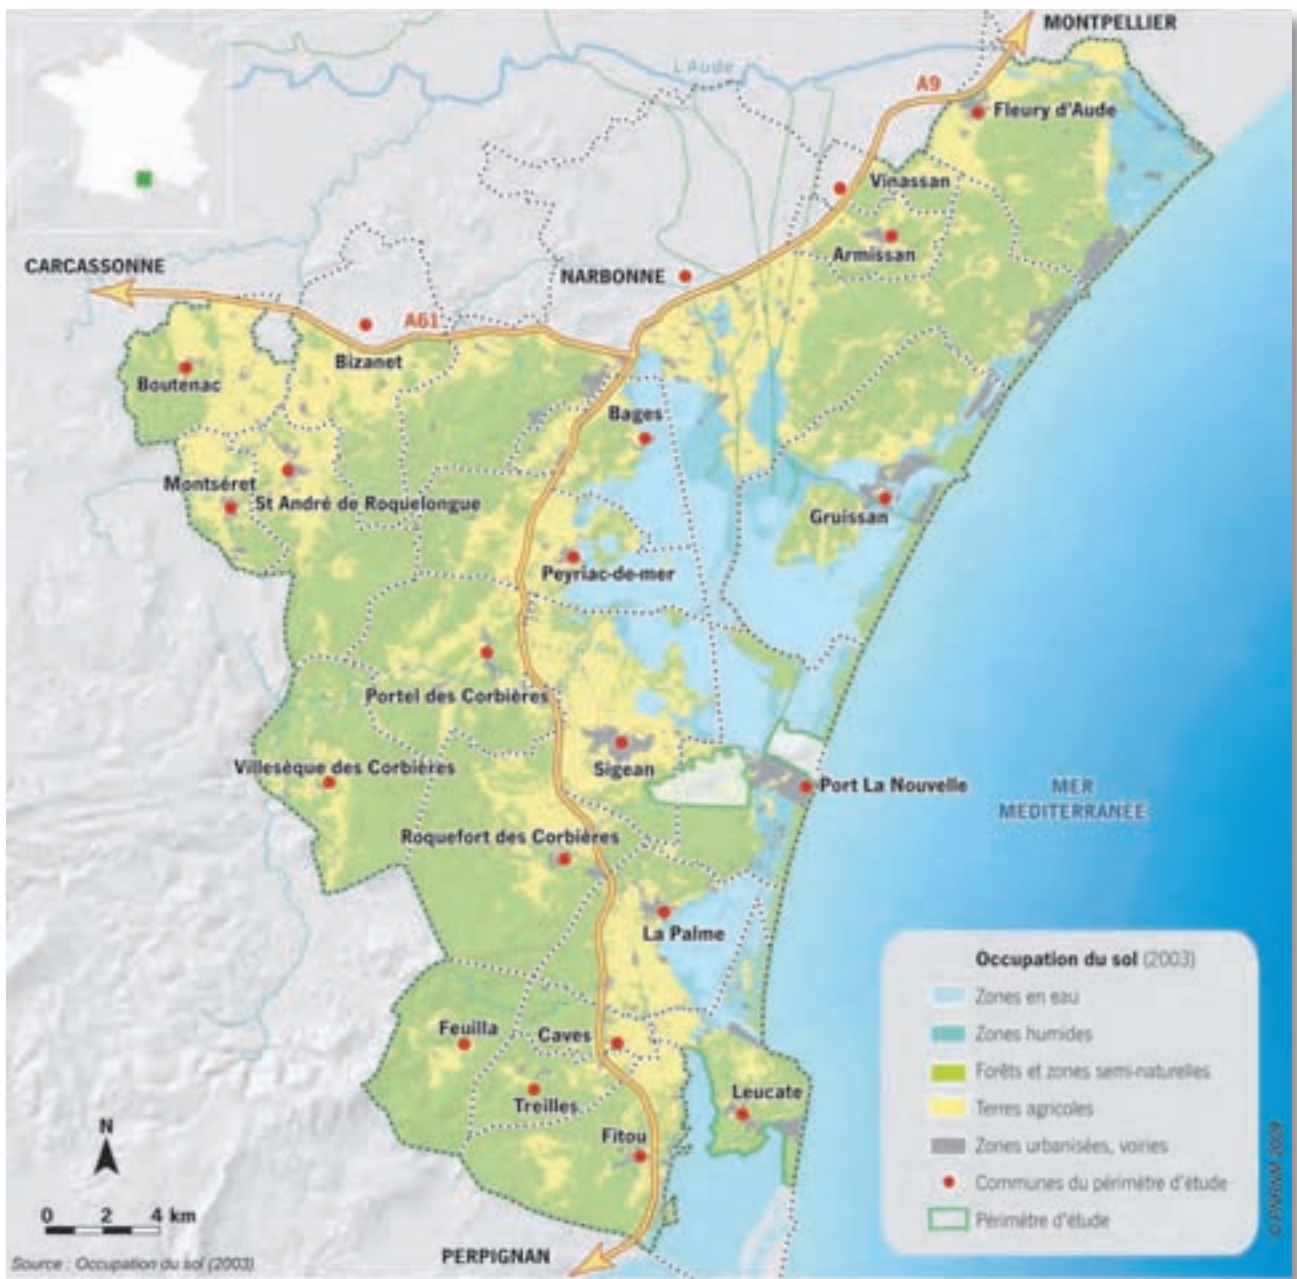 MONTPELLIER
L'Aude
A9
Fleury d'Aude
Vinassan
Armissan
CARCASSONNE
NARBONNE
A61
Bizanet
Boutenac
Bages
Montséret
St André de Roquelongue
Gruissan
Peyriac-de-mer
Portel des Corbières
Sigean
Villesèque des Corbières
Port La Nouvelle
MER
MEDITERRANÉE
Roquefort des Corbières
La Palme
Feuilla
Caves
Treilles
Leucate
Fitou
PERPIGNAN
N
0 2 4 km
Source : Occupation du sol (2003)
Occupation du sol (2003)
Zones en eau
Zones humides
Forêts et zones semi-naturelles
Terres agricoles
Zones urbanisées, voiries
Communes du périmètre d'étude
Périmètre d'étude
© PNRNM 2009